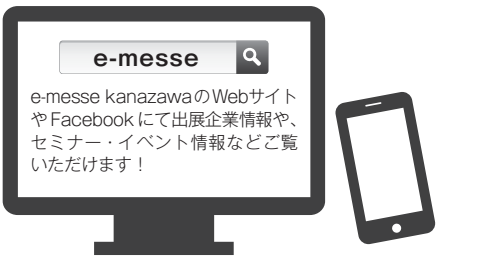 e-messe
e-messe kanazawaのWebサイト
やFacebookにて出展企業情報や、
セミナー・イベント情報などご覧
いただけます！